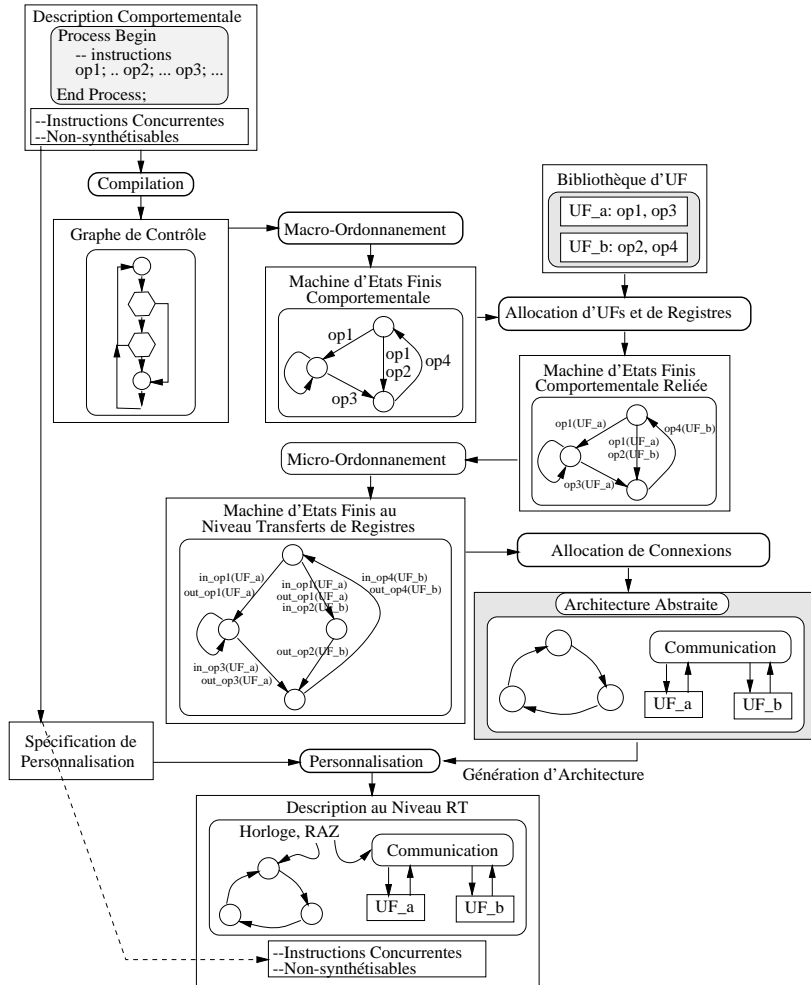 Description Comportementale
Process Begin
-- instructions
op1; .. op2; ... op3; ...
End Process;
--Instructions Concurrentes
--Non-synthétisables
Compilation
Bibliothèque d'UF
UF_a: op1, op3
UF_b: op2, op4
Graphe de Contrôle
Macro-Ordonnanement
Machine d'Etats Finis
Comportementale
op1
op1
op2
op4
op3
Allocation d'UFs et de Registres
Machine d'Etats Finis
Comportementale Reliée
op1(UF_a)
op4(UF_b)
op1(UF_a)
op2(UF_b)
op3(UF_a)
Micro-Ordonnanement
Machine d'Etats Finis au
Niveau Transferts de Registres
in_op1(UF_a)
out_op1(UF_a)
in_op1(UF_a)
out_op1(UF_a)
in_op2(UF_b)
in_op4(UF_b)
out_op4(UF_b)
out_op2(UF_b)
in_op3(UF_a)
out_op3(UF_a)
Allocation de Connexions
Architecture Abstraite
Communication
UF_a
UF_b
Spécification de
Personnalisation
Personnalisation
Génération d'Architecture
Description au Niveau RT
Horloge, RAZ
Communication
UF_a
UF_b
--Instructions Concurrentes
--Non-synthétisables